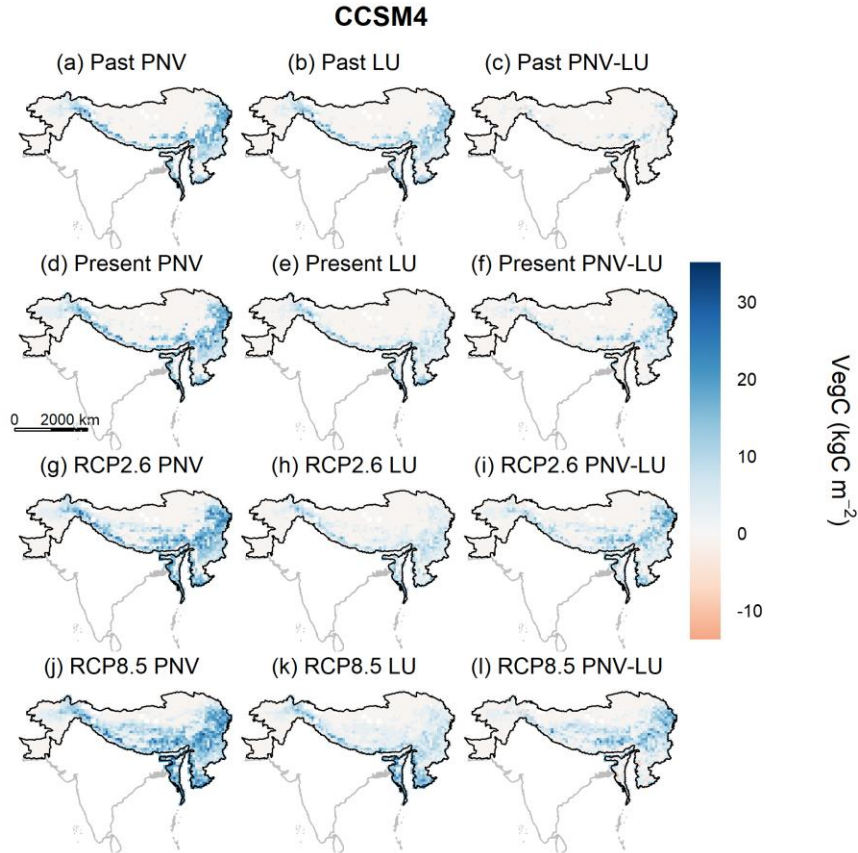 CCSM4
(a) Past PNV
(b) Past LU
(c) Past PNV-LU
(d) Present PNV
(e) Present LU
(f) Present PNV-LU
0 2000 km
(g) RCP2.6 PNV
(h) RCP2.6 LU
(i) RCP2.6 PNV-LU
(j) RCP8.5 PNV
(k) RCP8.5 LU
(l) RCP8.5 PNV-LU
30
20
10
0
-10
VegC (kgC m⁻²)